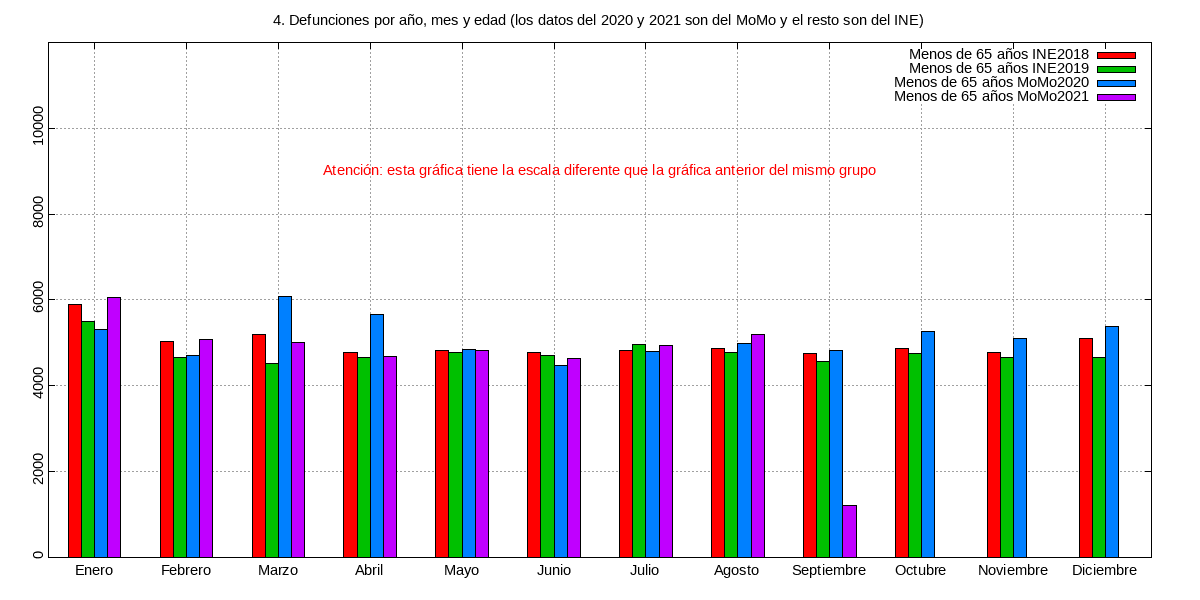 4. Defunciones por año, mes y edad (los datos del 2020 y 2021 son del MoMo y el resto son del INE)
Menos de 65 años INE2018
Menos de 65 años INE2019
Menos de 65 años MoMo2020
Menos de 65 años MoMo2021
Atención: esta gráfica tiene la escala diferente que la gráfica anterior del mismo grupo
10000
8000
6000
4000
2000
0
Enero Febrero Marzo Abril Mayo Junio Julio Agosto Septiembre Octubre Noviembre Diciembre